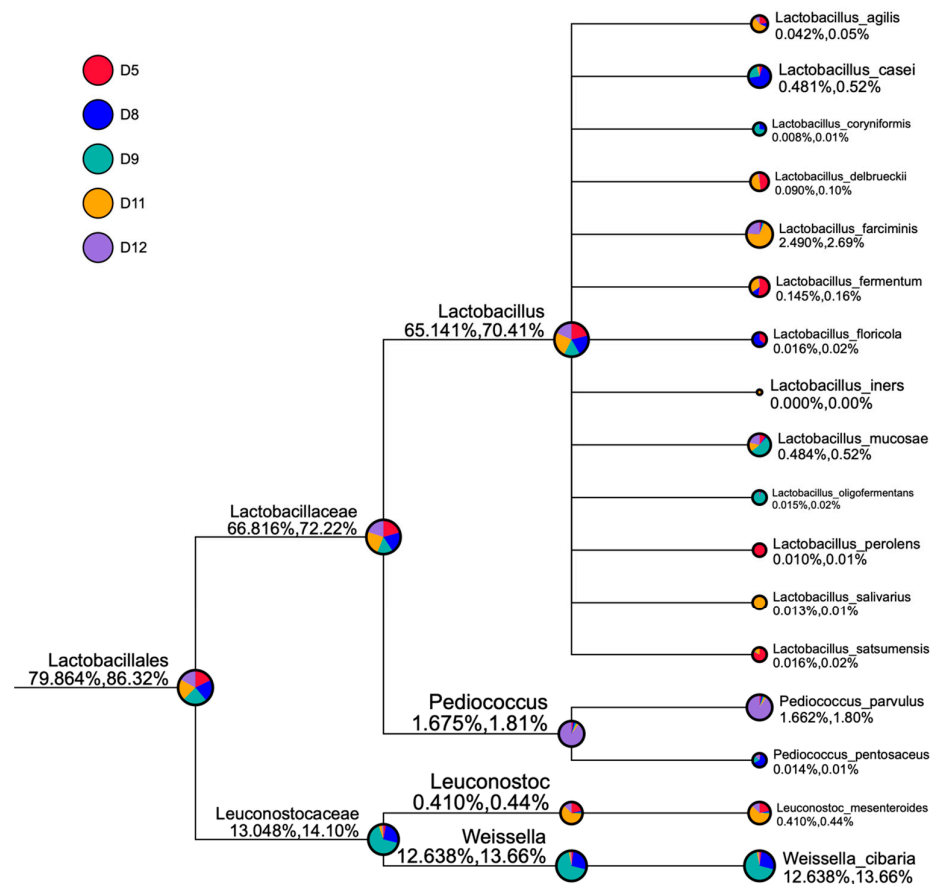 D5
D8
D9
D11
D12
Lactobacillales
79.864%,86.32%
Lactobacillaceae
66.816%,72.22%
Leuconostocaceae
13.048%,14.10%
Lactobacillus
65.141%,70.41%
Pediococcus
1.675%,1.81%
Leuconostoc
0.410%,0.44%
Weissella
12.638%,13.66%
Lactobacillus_agilis
0.042%,0.05%
Lactobacillus_casei
0.481%,0.52%
Lactobacillus_coryniformis
0.008%,0.01%
Lactobacillus_delbrueckii
0.090%,0.10%
Lactobacillus_farciminis
2.490%,2.69%
Lactobacillus_fermentum
0.145%,0.16%
Lactobacillus_floricola
0.016%,0.02%
Lactobacillus_iners
0.000%,0.00%
Lactobacillus_mucosae
0.484%,0.52%
Lactobacillus_oligofermentans
0.015%,0.02%
Lactobacillus_perolens
0.010%,0.01%
Lactobacillus_salivarius
0.013%,0.01%
Lactobacillus_satsumensis
0.016%,0.02%
Pediococcus_parvulus
1.662%,1.80%
Pediococcus_pentosaceus
0.014%,0.01%
Leuconostoc_mesenteroides
0.410%,0.44%
Weissella_cibaria
12.638%,13.66%